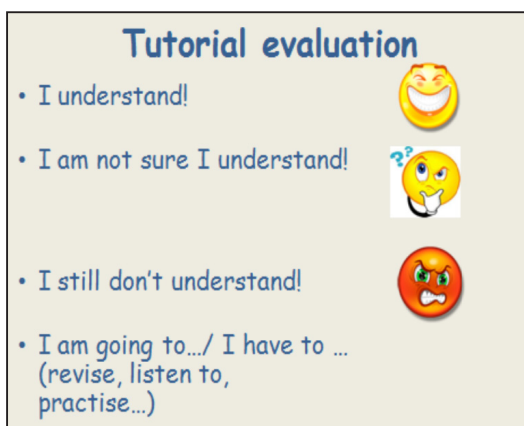 Tutorial evaluation
• I understand!
• I am not sure I understand!
??
• I still don't understand!
• I am going to.../ I have to ...
(revise, listen to,
practise...)